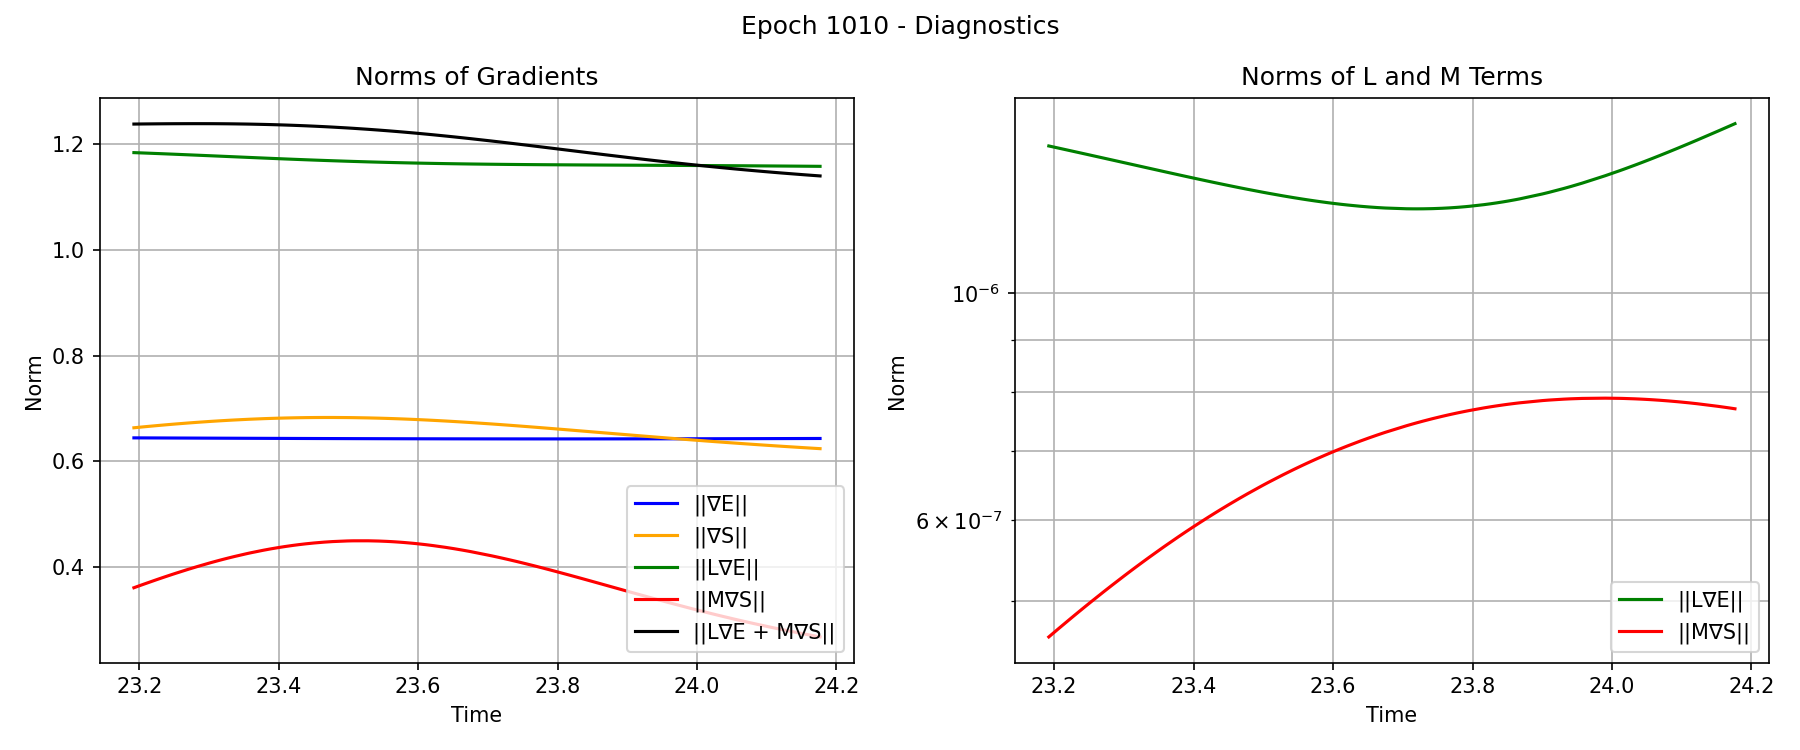 Epoch 1010 - Diagnostics
Norms of Gradients
Norm
1.2
1.0
0.8
0.6
0.4
23.2 23.4 23.6 23.8 24.0 24.2
Time
||∇E||
||∇S||
||L∇E||
||M∇S||
||L∇E + M∇S||
Norms of L and M Terms
Norm
10⁻⁶
6 × 10⁻⁷
23.2 23.4 23.6 23.8 24.0 24.2
Time
||L∇E||
||M∇S||